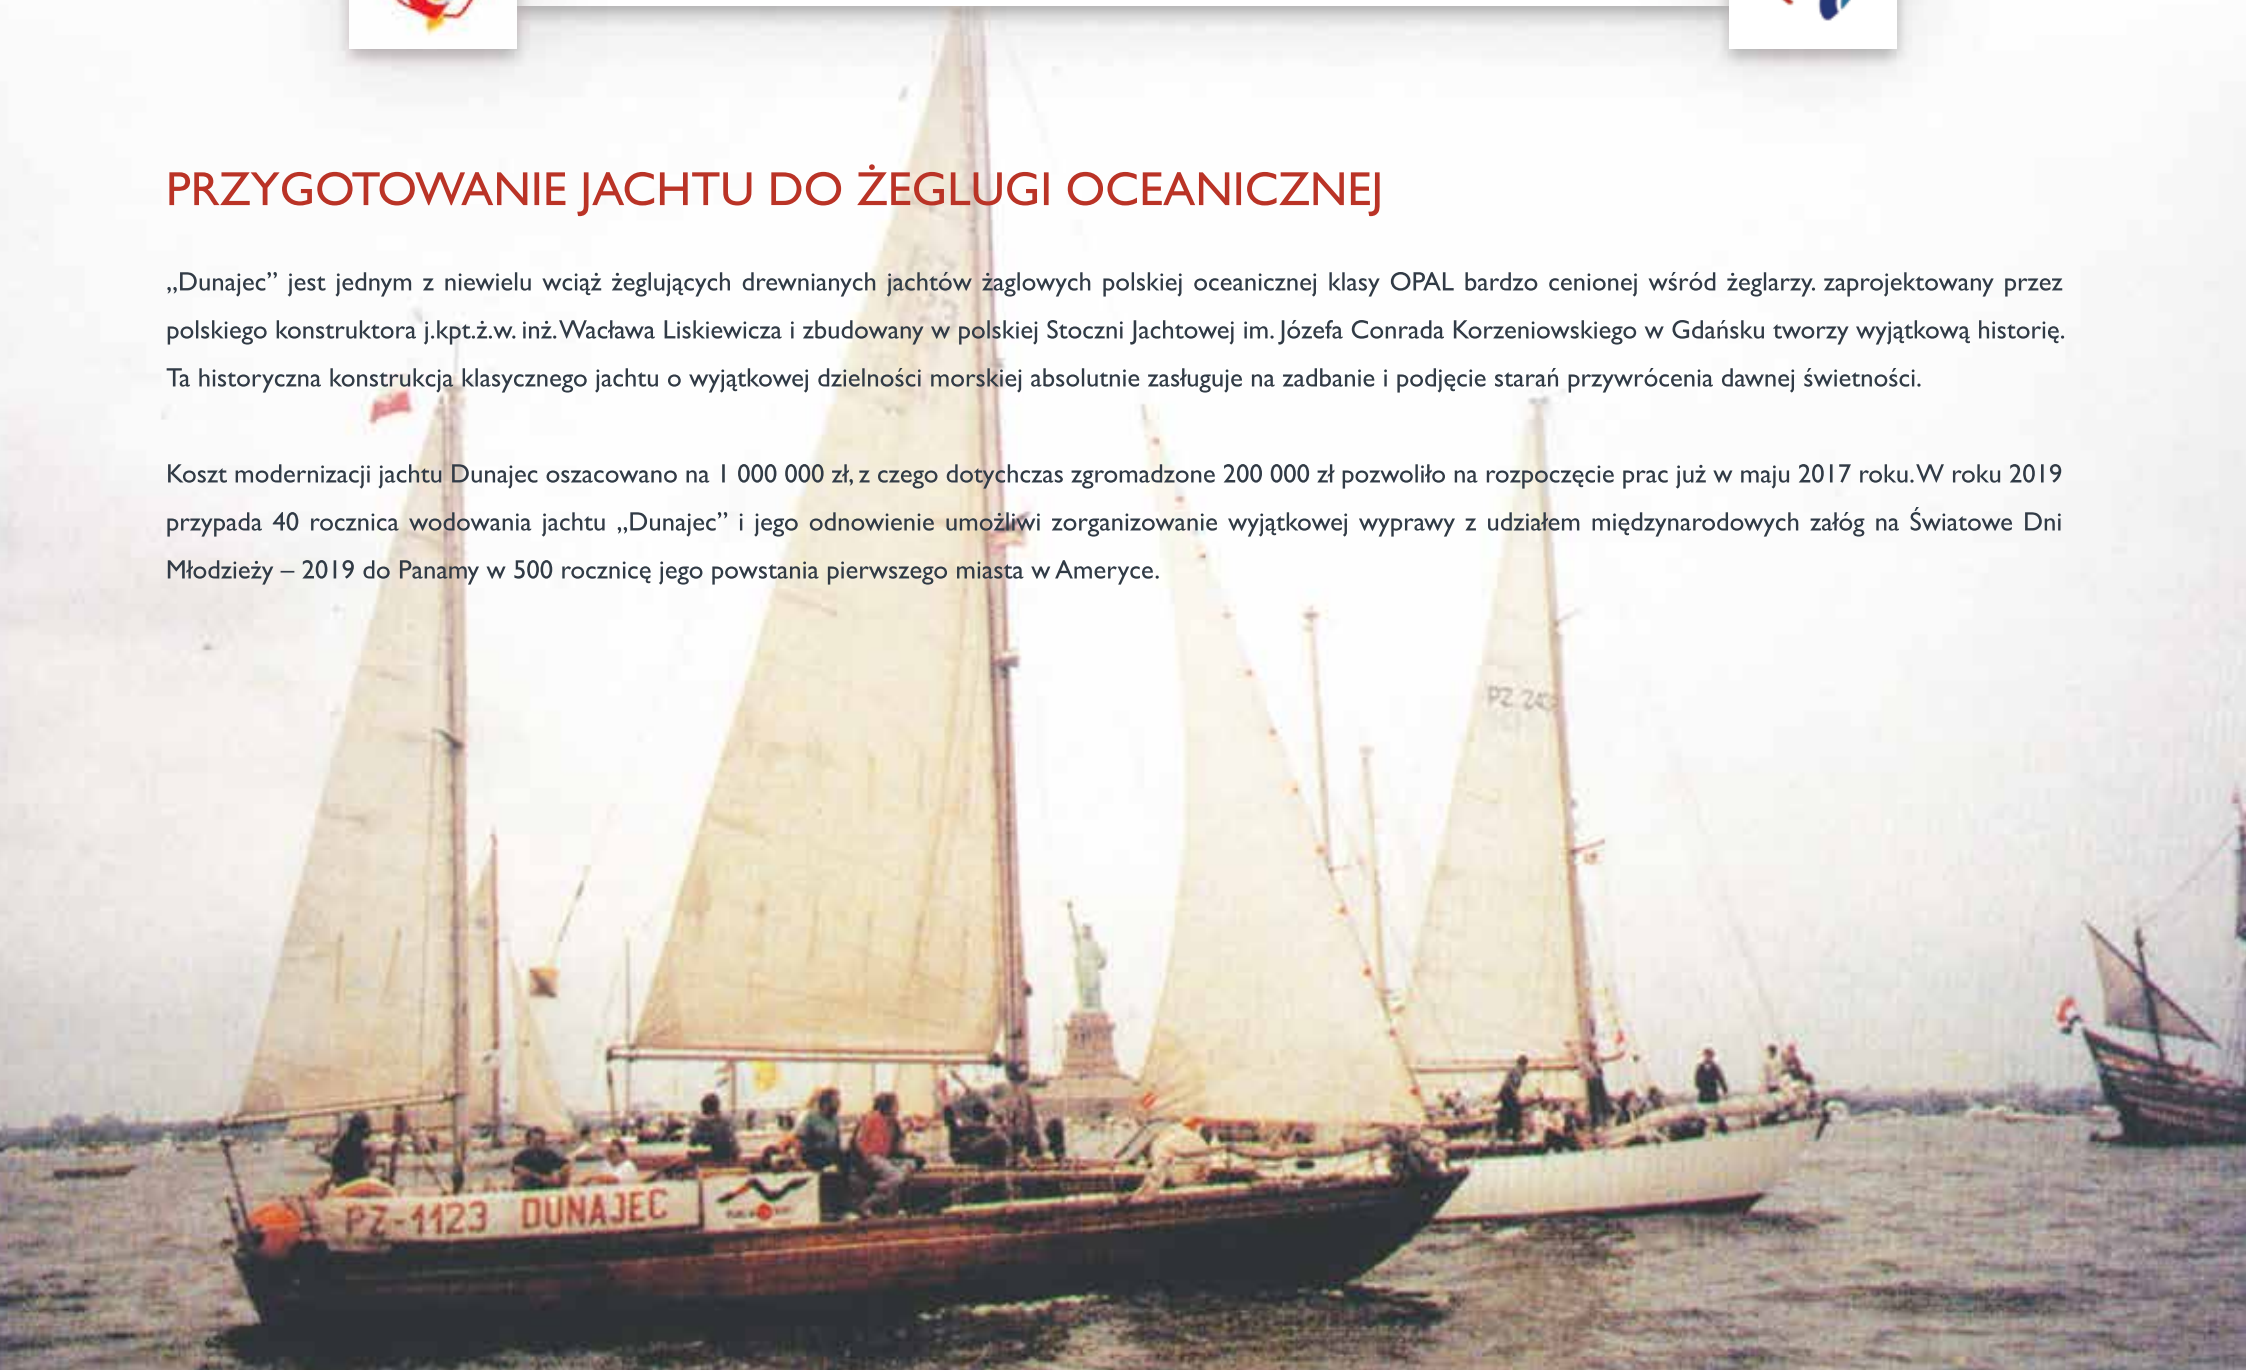 PRZYGOTOWANIE JACHTU DO ŻEGLUGI OCEANICZNEJ
„Dunajec” jest jednym z niewielu wciąż żeglujących drewnianych jachtów żaglowych polskiej oceanicznej klasy OPAL bardzo cenionej wśród żeglarzy. zaprojektowany przez
polskiego konstruktora j.kpt.ż.w. inż. Wacława Liskiewicza i zbudowany w polskiej Stoczni Jachtowej im. Józefa Conrada Korzeniowskiego w Gdańsku tworzy wyjątkową historię.
Ta historyczna konstrukcja klasycznego jachtu o wyjątkowej dzielności morskiej absolutnie zasługuje na zadbanie i podjęcie starań przywrócenia dawnej świetności.
Koszt modernizacji jachtu Dunajec oszacowano na 1 000 000 zł, z czego dotychczas zgromadzone 200 000 zł pozwoliło na rozpoczęcie prac już w maju 2017 roku. W roku 2019
przypada 40 rocznica wodowania jachtu „Dunajec” i jego odnowienie umożliwi zorganizowanie wyjątkowej wyprawy z udziałem międzynarodowych załóg na Światowe Dni
Młodzieży – 2019 do Panamy w 500 rocznicę jego powstania pierwszego miasta w Ameryce.
PZ
PZ-1123 DUNAJEC